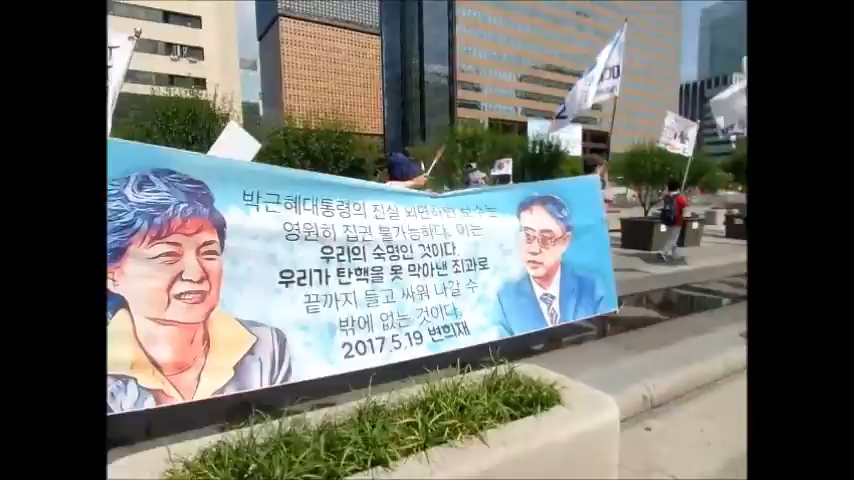 박근혜대통령의 진실 외면하면 보수는
영원히 집권 불가능하다. 이는
우리의 숙명인 것이다.
우리가 탄핵을 못 막아낸 죄과로
끝까지 들고 싸워 나갈 수
밖에 없는 것이다.
2017.5.19 변희재